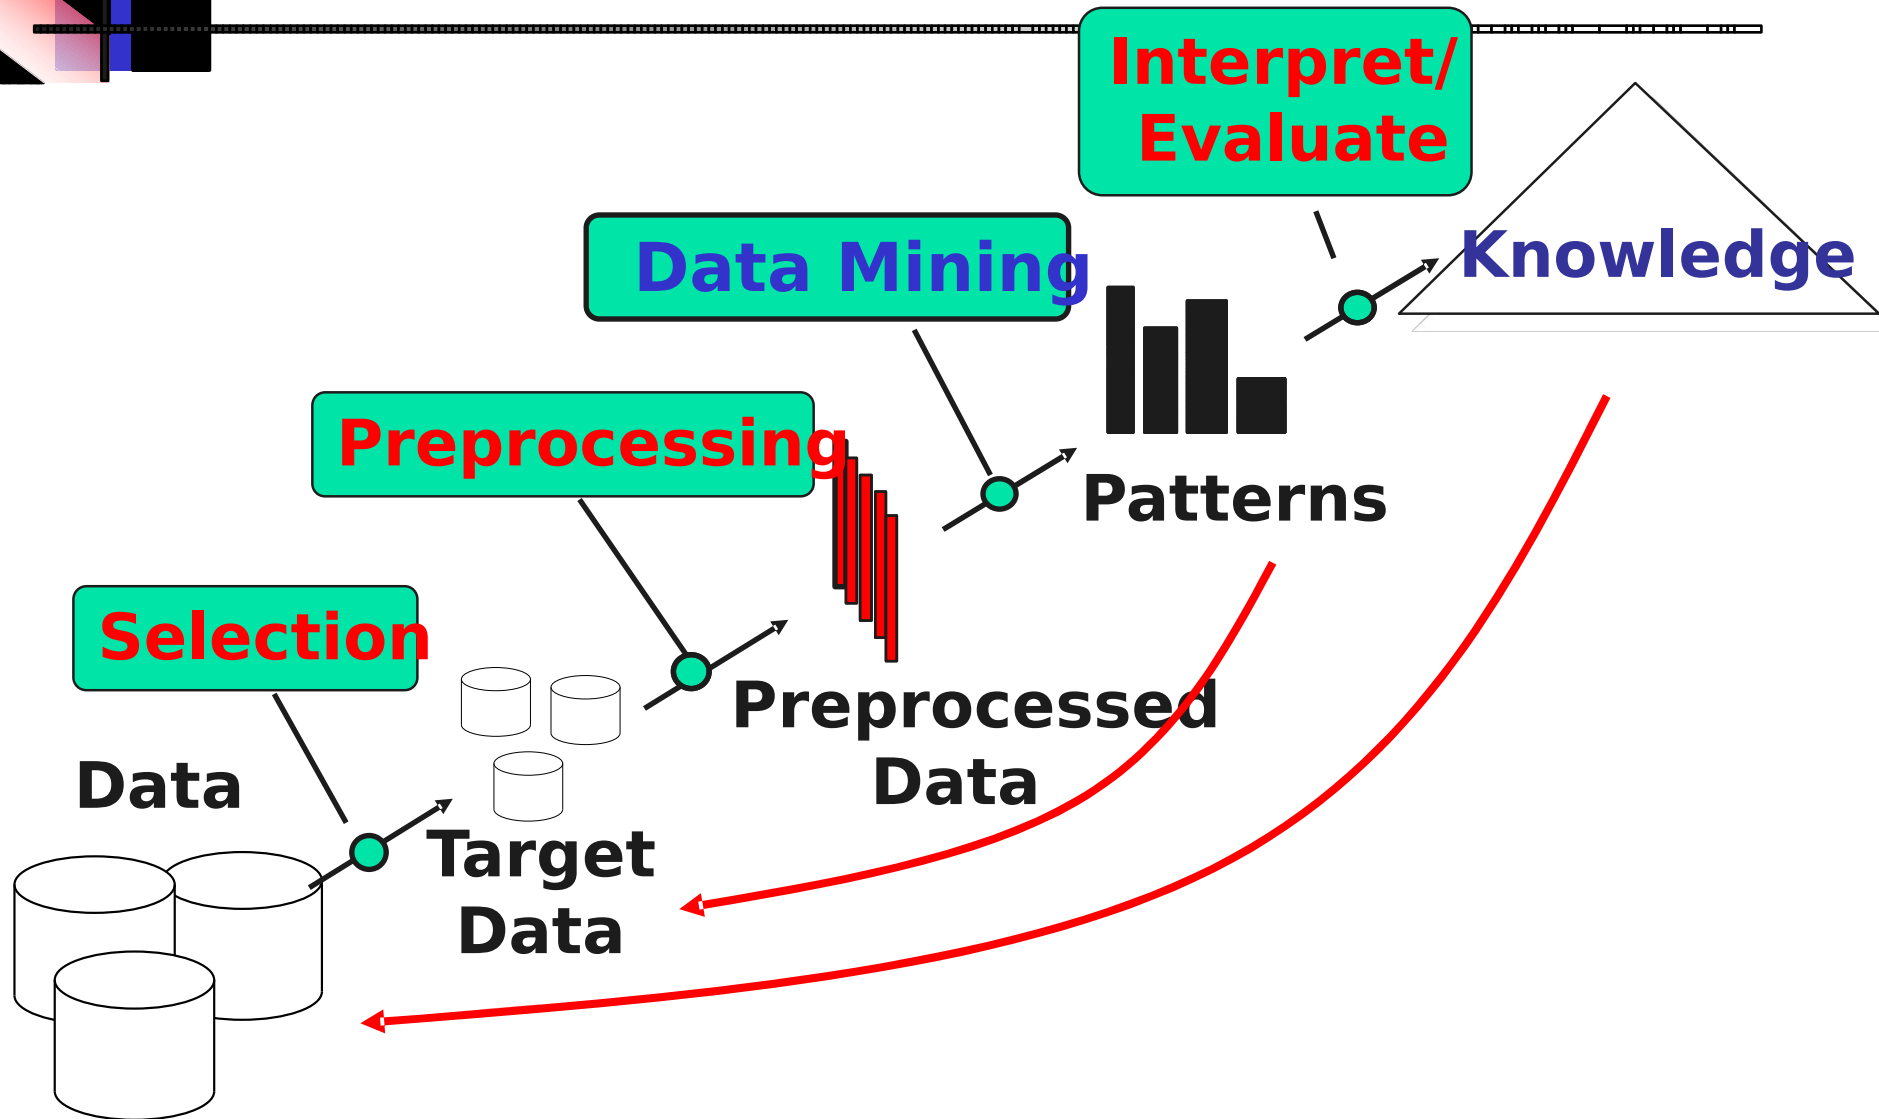 Interpret/
Evaluate
Knowledge
Data Mining
Preprocessing
Patterns
Selection
Preprocessed
Data
Data
Target
Data